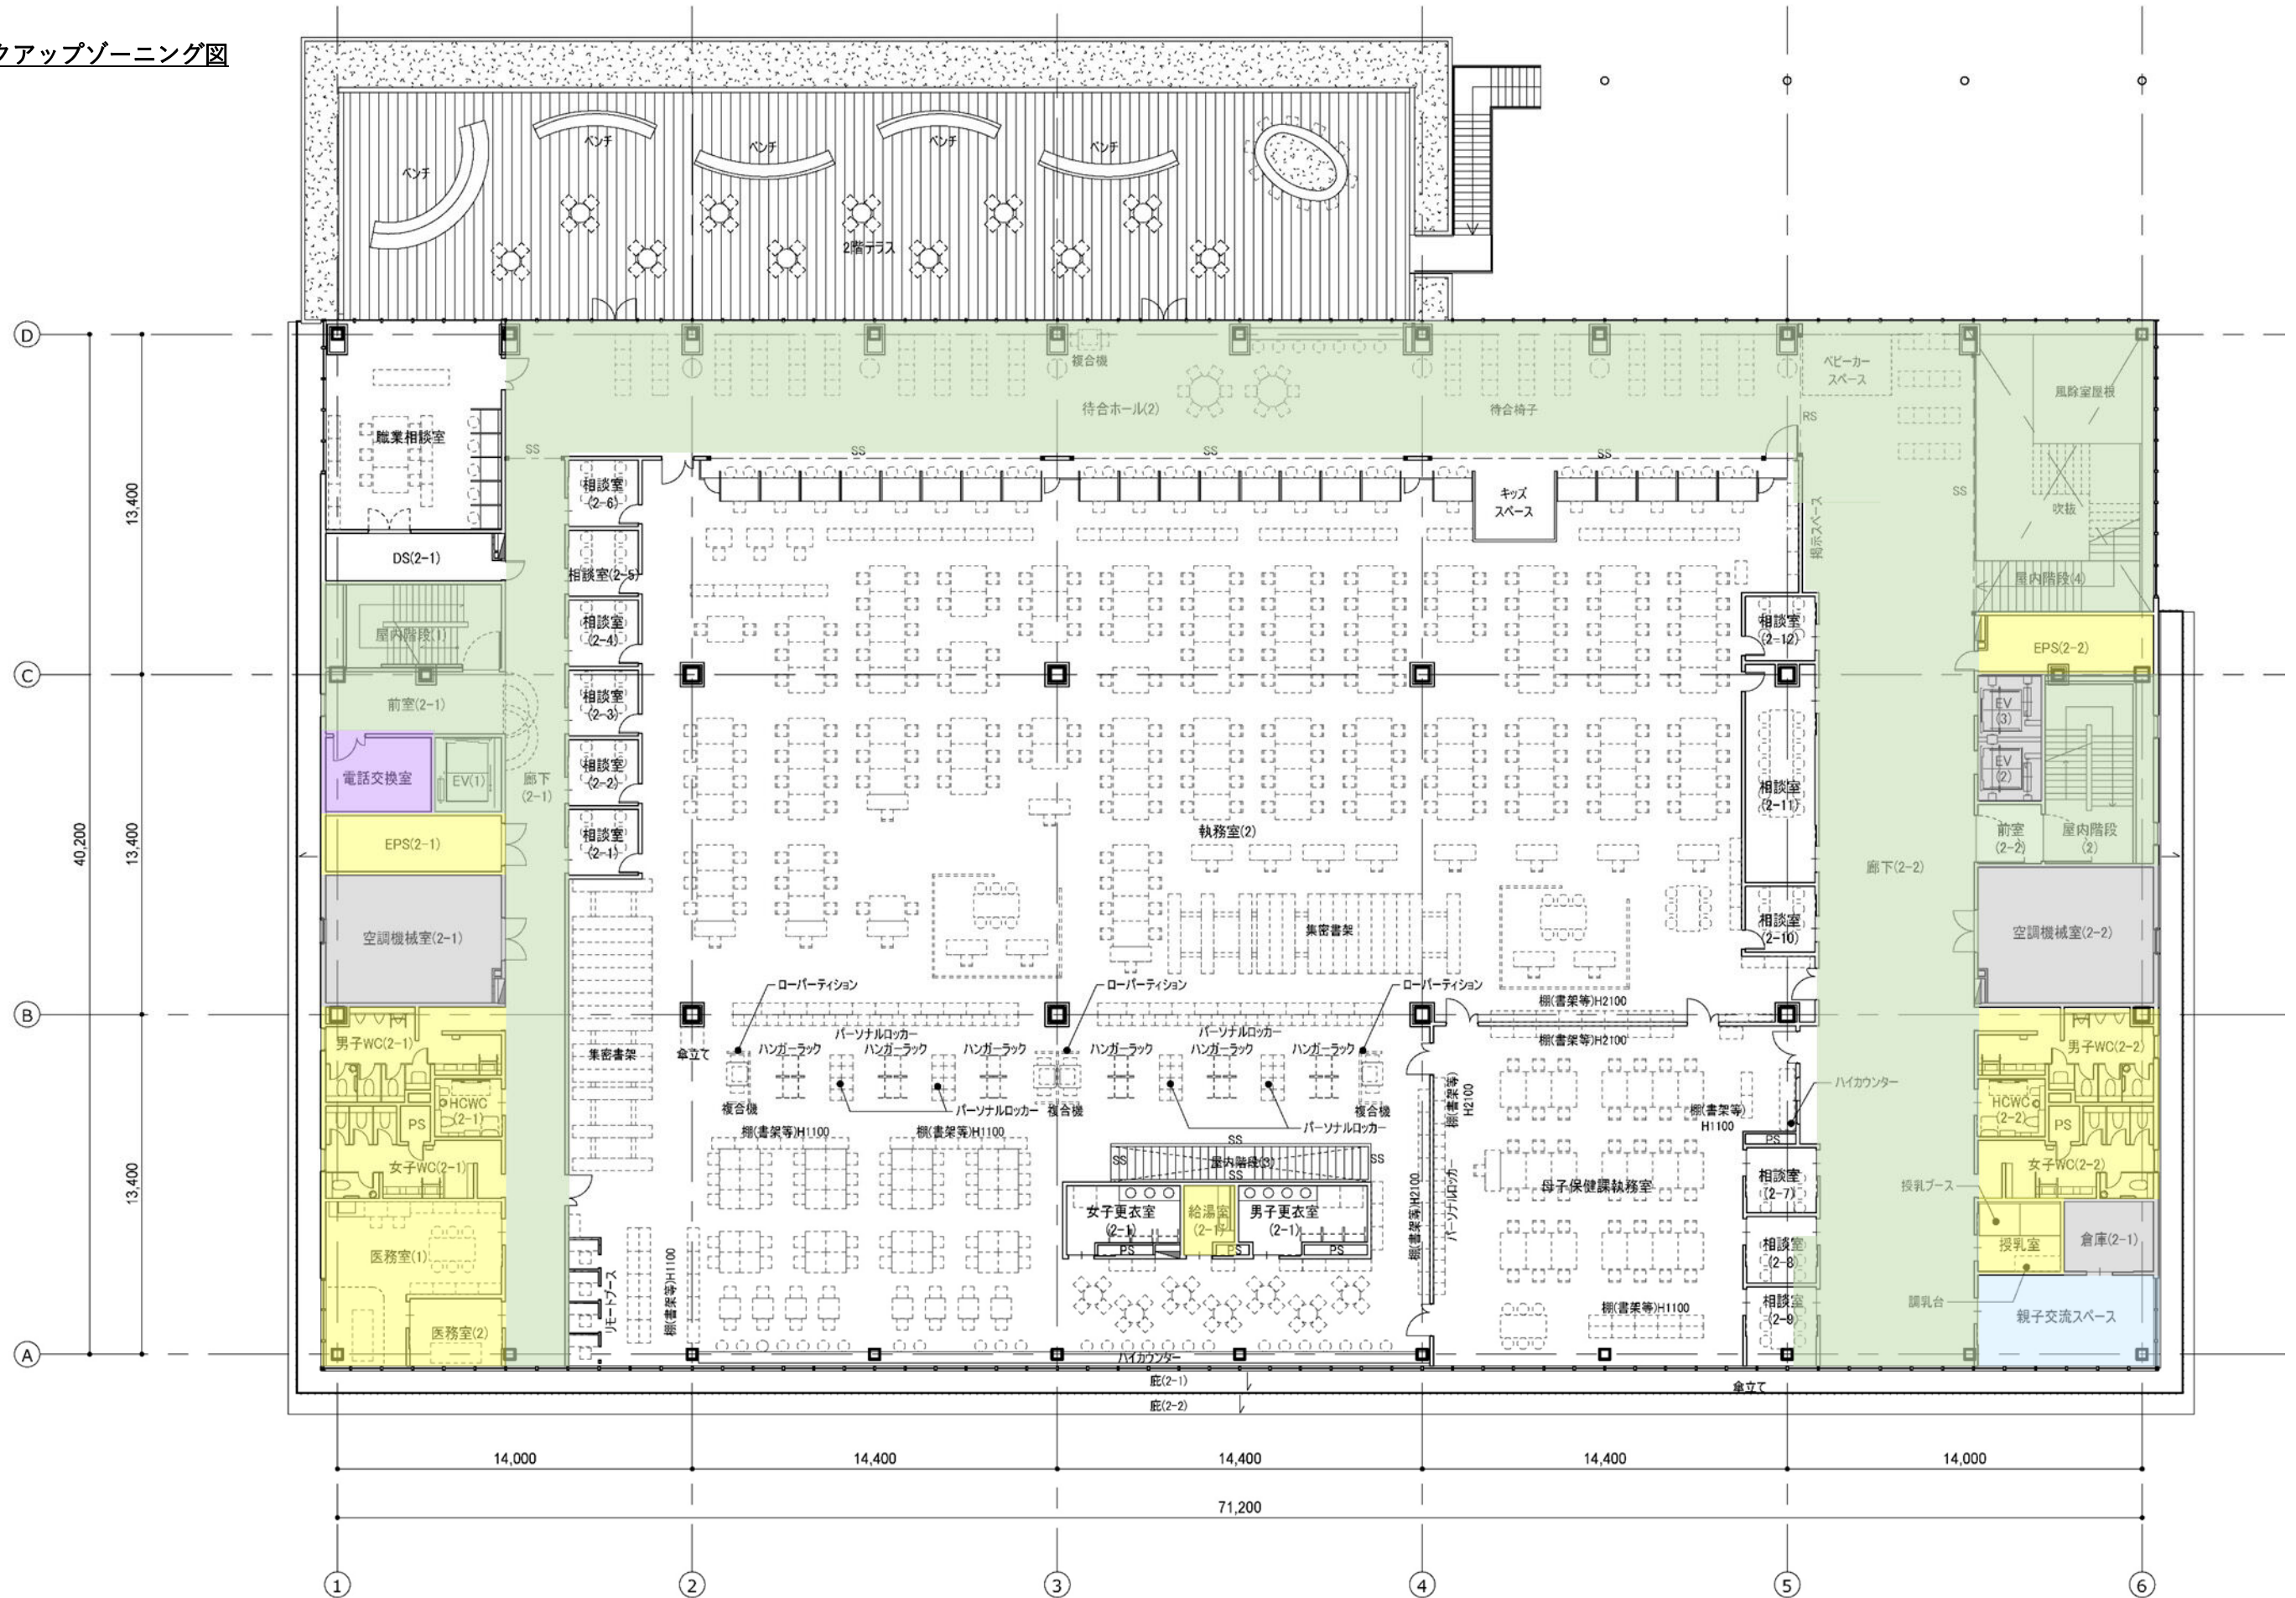 クアップゾーニング図
ベンチ
ベンチ
ベンチ
ベンチ
ベンチ
2階テラス
D
複合機
ベビーカー
スペース
風除室屋根
待合ホール(2)
待合椅子
RS
職業相談室
SS
SS
SS
SS
相談室
(2-6)
キッズ
スペース
SS
吹抜
掲示スペース
13,400
DS(2-1)
相談室(2-5)
屋内階段(4)
屋内階段(1)
相談室
(2-4)
相談室
(2-12)
EPS(2-2)
C
前室(2-1)
相談室
(2-3)
EV
(3)
電話交換室
EV(1)
廊下
(2-1)
相談室
(2-2)
相談室
(2-11)
EV
(2)
40,200
13,400
EPS(2-1)
相談室
(2-1)
執務室(2)
前室
(2-2)
屋内階段
(2)
廊下(2-2)
空調機械室(2-1)
集密書架
相談室
(2-10)
空調機械室(2-2)
ローパーティション
ローパーティション
ローパーティション
棚(書架等)H2100
B
パーソナルロッカー
パーソナルロッカー
男子WC(2-1)
集密書架
傘立て
ハンガーラック
ハンガーラック
ハンガーラック
ハンガーラック
ハンガーラック
ハンガーラック
棚(書架等)H2100
男子WC(2-2)
HCWC
(2-1)
複合機
パーソナルロッカー
複合機
複合機
パーソナルロッカー
棚(書架等)
H2100
棚(書架等)
H1100
ハイカウンター
HCWC
(2-2)
PS
PS
棚(書架等)H1100
棚(書架等)H1100
SS
PS
13,400
女子WC(2-1)
SS
屋内階段(3)
SS
SS
女子WC(2-2)
棚(書架等)H2100
パーソナルロッカー
母子保健課執務室
相談室
(2-7)
授乳ブース
女子更衣室
(2-1)
給湯室
(2-1)
男子更衣室
(2-1)
PS
PS
PS
医務室(1)
リモートブース
棚(書架等)H1100
相談室
(2-8)
授乳室
倉庫(2-1)
調乳台
医務室(2)
棚(書架等)H1100
相談室
(2-9)
親子交流スペース
A
ハイカウンター
庇(2-1)
傘立て
庇(2-2)
14,000
14,400
14,400
14,400
14,000
71,200
1
2
3
4
5
6